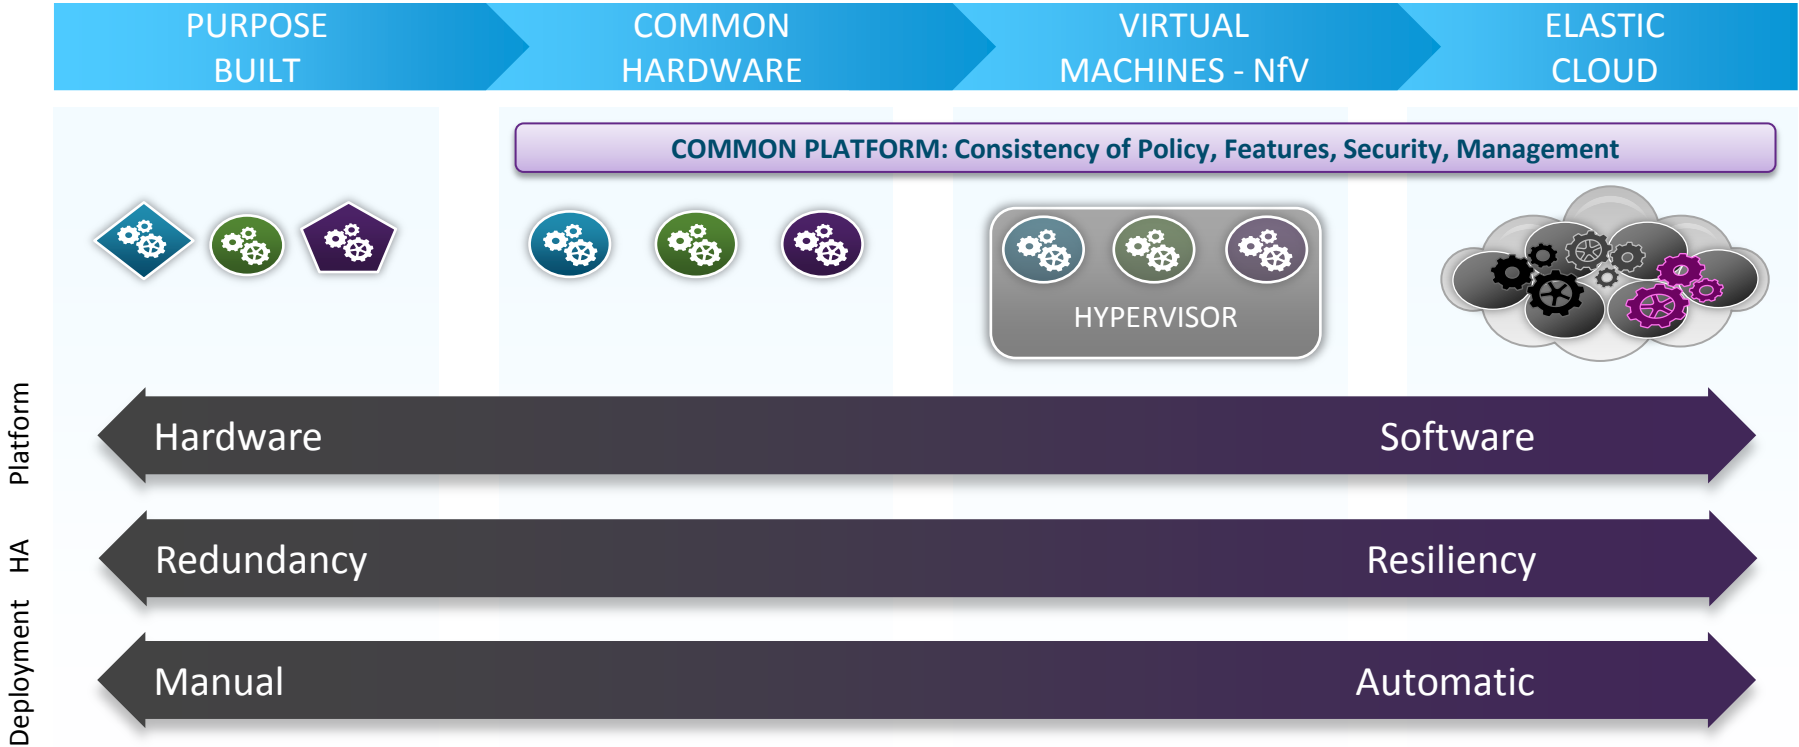 PURPOSE
BUILT
COMMON
HARDWARE
VIRTUAL
MACHINES - NfV
ELASTIC
CLOUD
COMMON PLATFORM: Consistency of Policy, Features, Security, Management
HYPERVISOR
Platform
Hardware
Software
HA
Redundancy
Resiliency
Deployment
Manual
Automatic